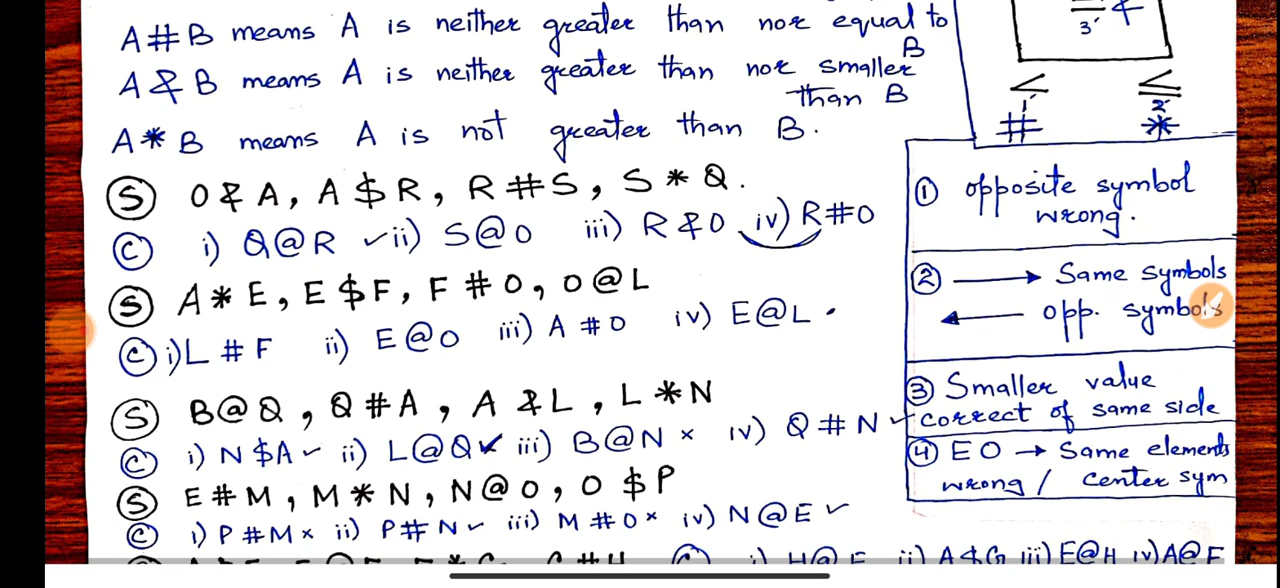 A#B means A is neither greater than nor equal to B
A & B means A is neither greater than nor smaller than B
A * B means A is not greater than B.
Ⓢ O & A, A $ R, R # S, S * Q.
Ⓒ i) Q@R ✓ ii) S@O iii) R & O iv) R#O
Ⓢ A * E, E $ F, F # O, O @ L
Ⓒ i) L # F ii) E @ O iii) A # O iv) E @ L .
Ⓢ B @ Q, Q # A, A & L, L * N
Ⓒ i) N $ A ✓ ii) L @ Q ✓ iii) B @ N × iv) Q # N ✓
Ⓢ E # M, M * N, N @ O, O $ P
Ⓒ i) P # M × ii) P # N ✓ iii) M # O × iv) N @ E ✓
Ⓒ i) H@F ii) A & G iii) E@H iv) A@F
= 3'
< ≤
1' 2'
# *
① opposite symbol
wrong.
② → Same symbols
← opp. symbols
③ Smaller value
correct of same side
④ EO → Same elements
wrong / center sym